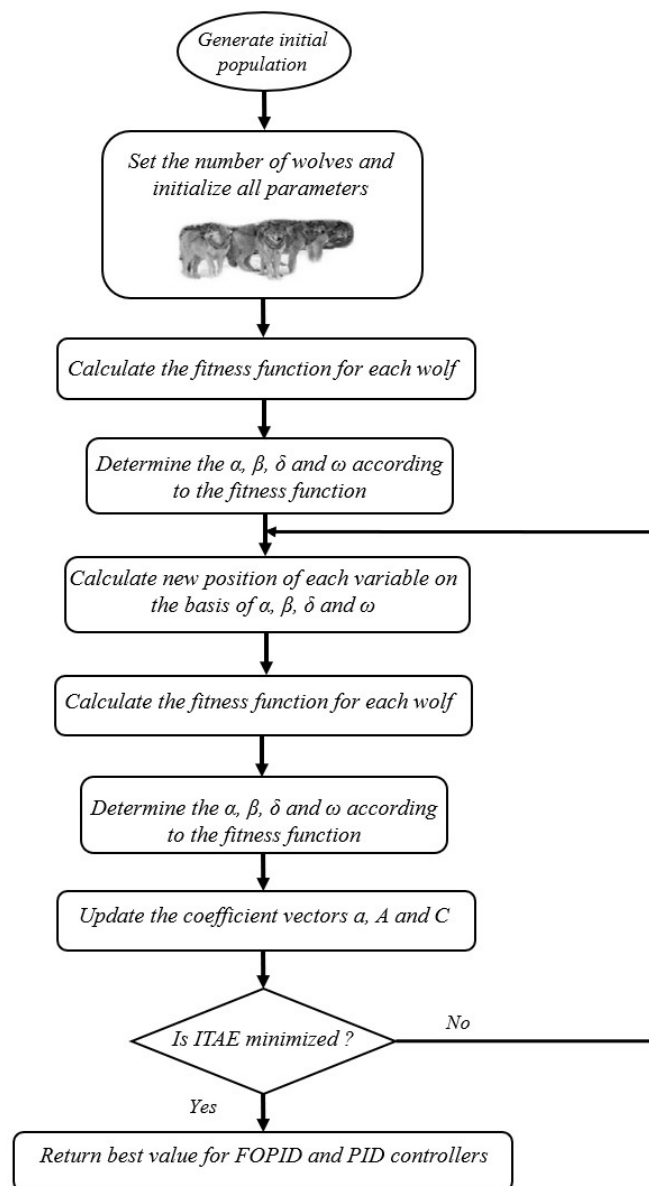 Generate initial
population
Set the number of wolves and
initialize all parameters
Calculate the fitness function for each wolf
Determine the α, β, δ and ω according
to the fitness function
Calculate new position of each variable on
the basis of α, β, δ and ω
Calculate the fitness function for each wolf
Determine the α, β, δ and ω according
to the fitness function
Update the coefficient vectors a, A and C
Is ITAE minimized ?
No
Yes
Return best value for FOPID and PID controllers